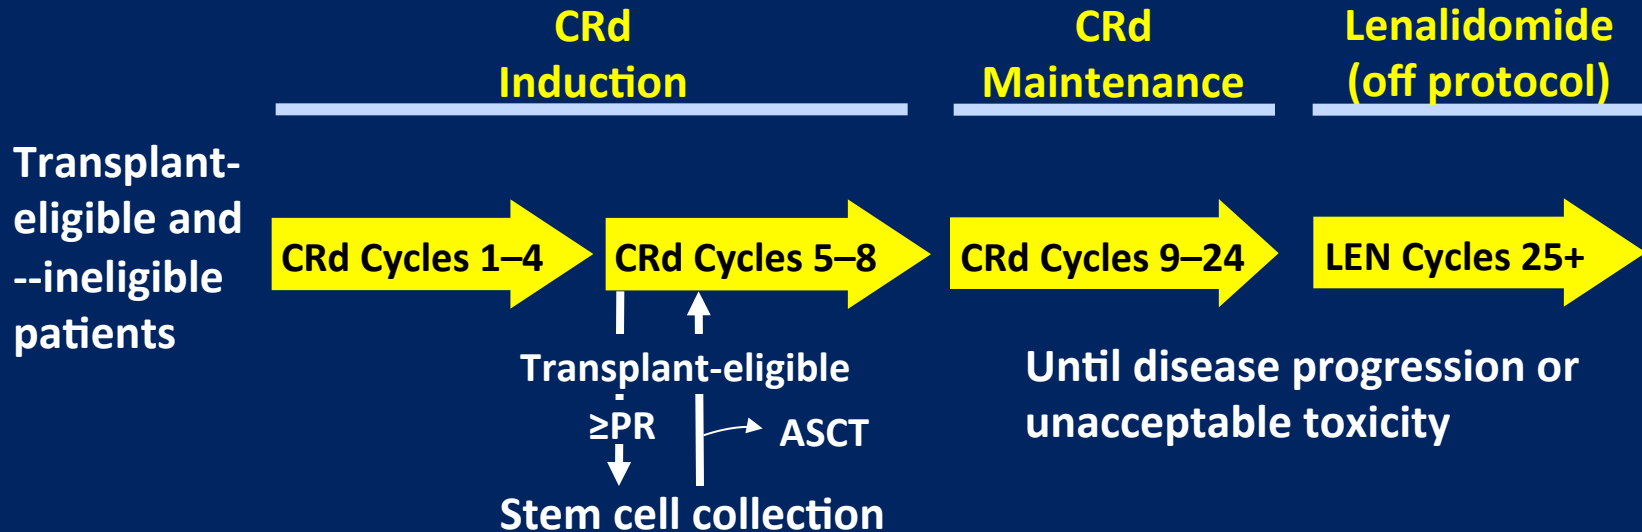 CRd
Induction
CRd
Maintenance
Lenalidomide
(off protocol)
Transplant-
eligible and
--ineligible
patients
CRd Cycles 1–4
CRd Cycles 5–8
CRd Cycles 9–24
LEN Cycles 25+
Transplant-eligible
≥PR
ASCT
Stem cell collection
Until disease progression or
unacceptable toxicity